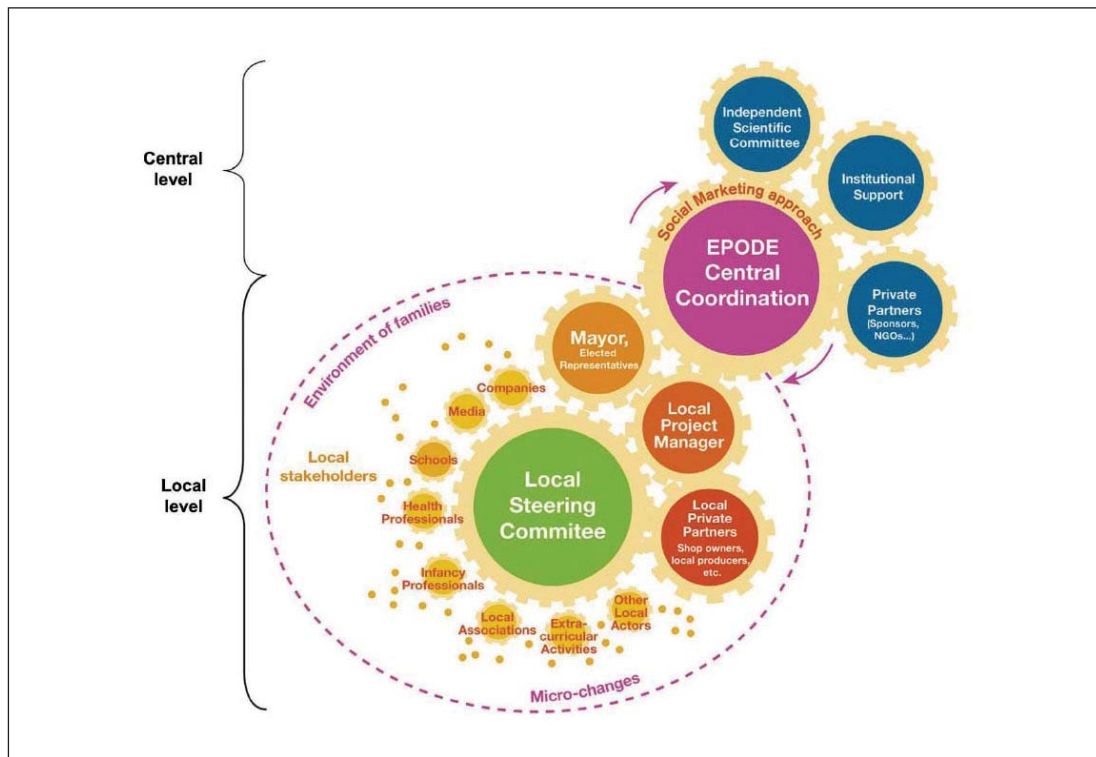 Central
level
Independent
Scientific
Committee
Institutional
Support
Social Marketing approach
EPODE
Central
Coordination
Private
Partners
(Sponsors,
NGOs...)
Environment of families
Mayor,
Elected
Representatives
Companies
Media
Local
Project
Manager
Schools
Local
stakeholders
Local
level
Local
Steering
Commitee
Health
Professionals
Local
Private
Partners
Shop owners,
local producers,
etc.
Infancy
Professionals
Local
Associations
Extra-
curricular
Activities
Other
Local
Actors
Micro-changes